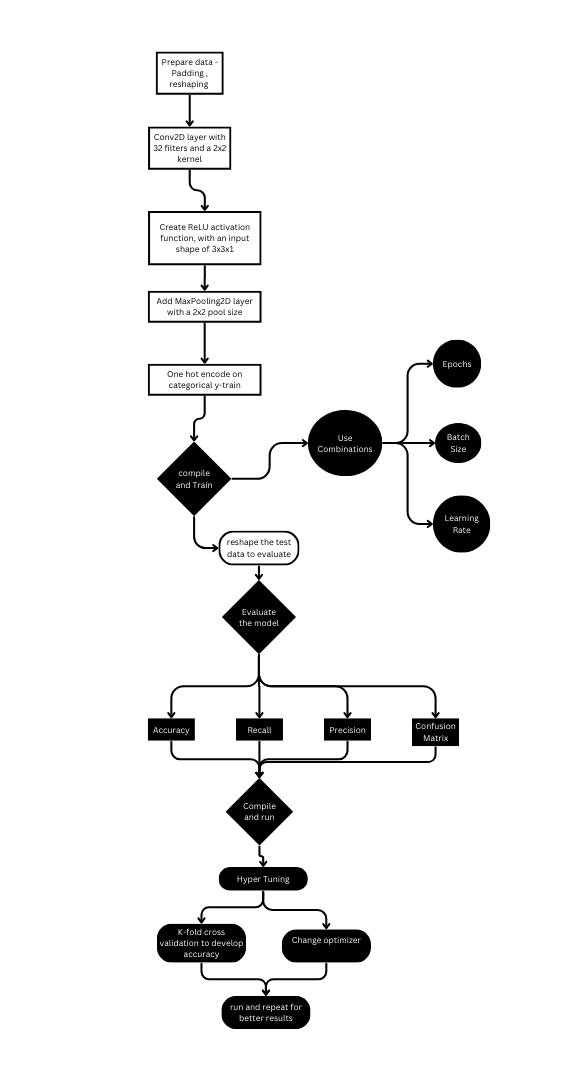 Prepare data -
Padding ,
reshaping
Conv2D layer with
32 filters and a 2x2
kernel
Create ReLU activation
function, with an input
shape of 3x3x1
Add MaxPooling2D layer
with a 2x2 pool size
One hot encode on
categorical y-train
compile
and Train
Use
Combinations
Epochs
Batch
Size
Learning
Rate
reshape the test
data to evaluate
Evaluate
the model
Accuracy
Recall
Precision
Confusion
Matrix
Compile
and run
Hyper Tuning
K-fold cross
validation to develop
accuracy
Change optimizer
run and repeat for
better results